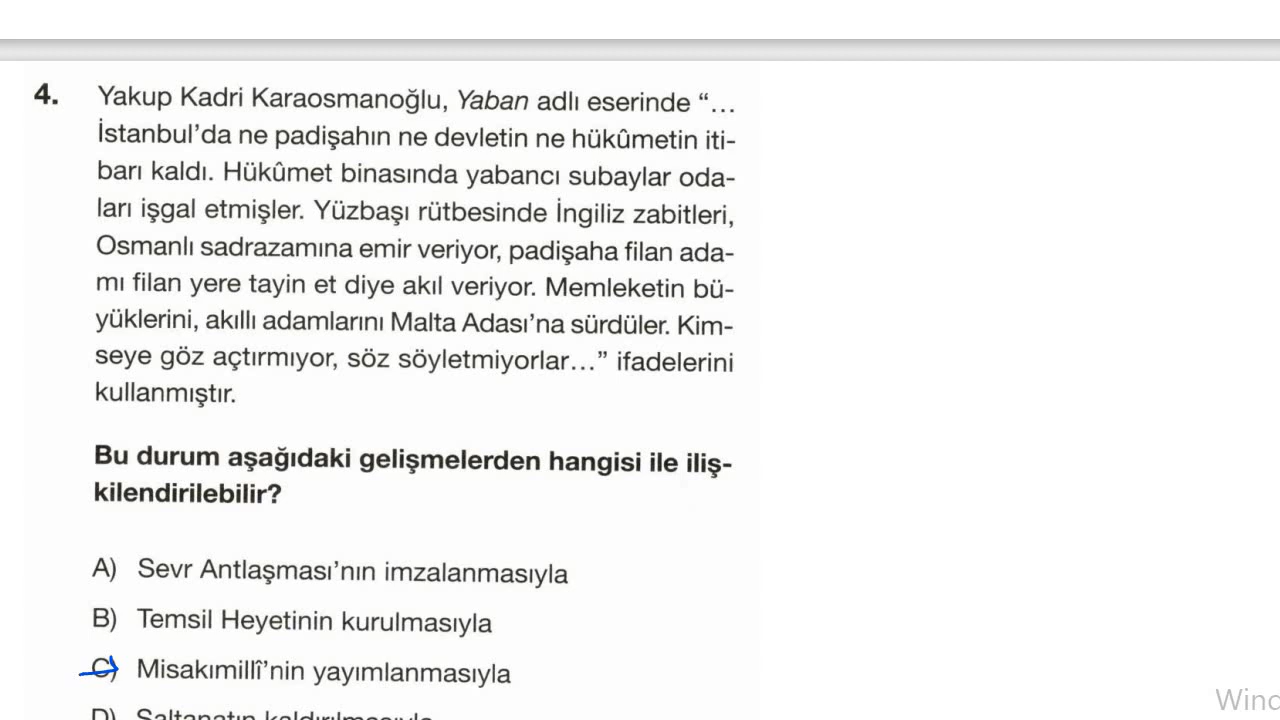 4. Yakup Kadri Karaosmanoğlu, Yaban adlı eserinde “...
İstanbul’da ne padişahın ne devletin ne hükûmetin iti-
barı kaldı. Hükûmet binasında yabancı subaylar oda-
ları işgal etmişler. Yüzbaşı rütbesinde İngiliz zabitleri,
Osmanlı sadrazamına emir veriyor, padişaha filan ada-
mı filan yere tayin et diye akıl veriyor. Memleketin bü-
yüklerini, akıllı adamlarını Malta Adası’na sürdüler. Kim-
seye göz açtırmıyor, söz söyletmiyorlar...” ifadelerini
kullanmıştır.
Bu durum aşağıdaki gelişmelerden hangisi ile iliş-
kilendirilebilir?
A) Sevr Antlaşması’nın imzalanmasıyla
B) Temsil Heyetinin kurulmasıyla
C) Misakımillî’nin yayımlanmasıyla
D) Saltanatın kaldırılmasıyla
Wind